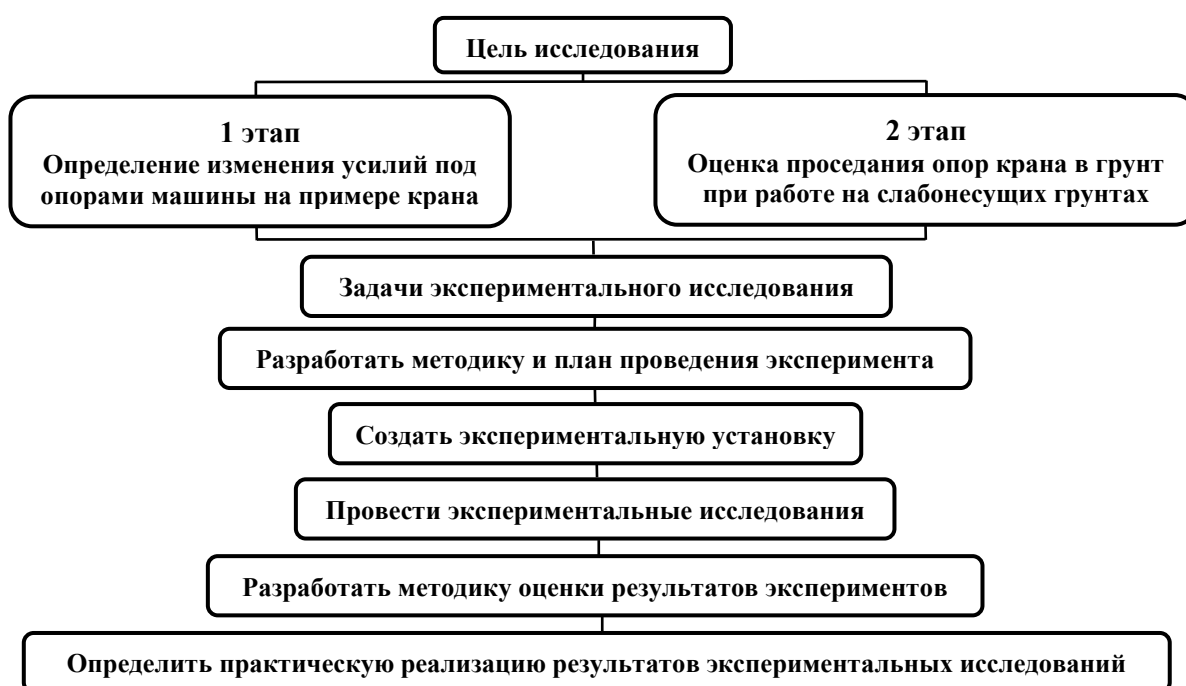 Цель исследования
1 этап
Определение изменения усилий под
опорами машины на примере крана
2 этап
Оценка проседания опор крана в грунт
при работе на слабонесущих грунтах
Задачи экспериментального исследования
Разработать методику и план проведения эксперимента
Создать экспериментальную установку
Провести экспериментальные исследования
Разработать методику оценки результатов экспериментов
Определить практическую реализацию результатов экспериментальных исследований